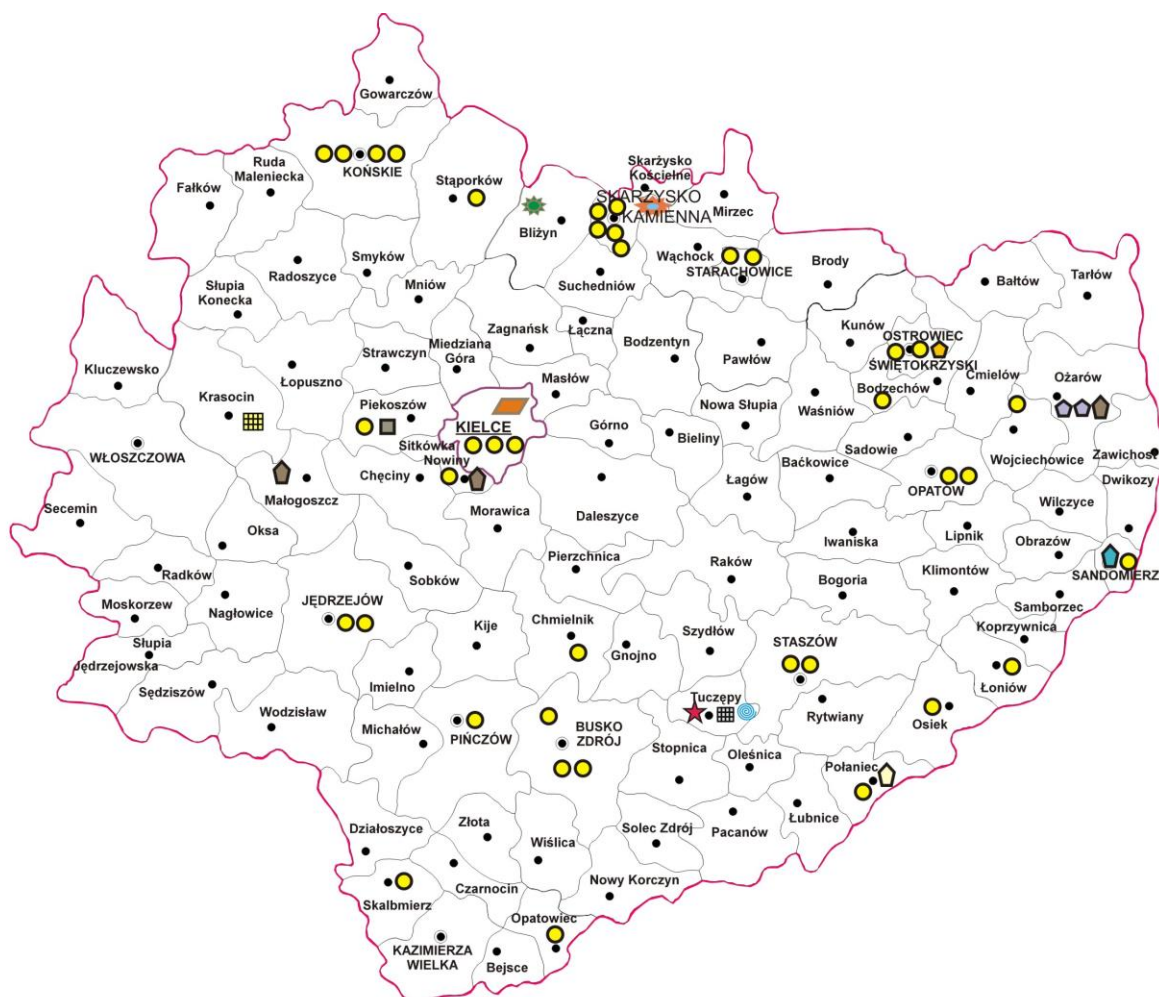 Gowarczów
Ruda
Maleniecka
KOŃSKIE
Stąporków
Skarżysko
Kościelne
SKARŻYSKO
KAMIENNA
Mirzec
Fałków
Bliżyn
Wąchock
STARACHOWICE
Brody
Bałtów
Tarłów
Radoszyce
Smyków
Mniów
Suchedniów
Słupia
Konecka
Zagnańsk
Łączna
Bodzentyn
Pawłów
Kunów
OSTROWIEC
ŚWIĘTOKRZYSKI
Strawczyn
Miedziana
Góra
Kluczewsko
Łopuszno
Masłów
Bodzechów
Ćmielów
Ożarów
Krasocin
Piekoszów
KIELCE
Nowa Słupia
Waśniów
Górno
Bieliny
Sitkówka
Nowiny
Sadowie
Wojciechowice
Zawichost
WŁOSZCZOWA
Małogoszcz
Chęciny
Łagów
Baćkowice
OPATÓW
Dwikozy
Secemin
Oksa
Morawica
Daleszyce
Wilczyce
Iwaniska
Lipnik
Obrazów
Pierzchnica
Radków
Sobków
Raków
Bogoria
Klimontów
SANDOMIERZ
Moskorzew
Nagłowice
JĘDRZEJÓW
Samborzec
Chmielnik
Kije
Szydłów
STASZÓW
Koprzywnica
Słupia
Jędrzejowska
Gnojno
Łoniów
Sędziszów
Imielno
Tuczępy
Rytwiany
Osiek
Wodzisław
Michałów
PIŃCZÓW
BUSKO
ZDRÓJ
Stopnica
Oleśnica
Połaniec
Działoszyce
Złota
Wiślica
Solec Zdrój
Pacanów
Łubnice
Skalbmierz
Czarnocin
Nowy Korczyn
Opatowiec
KAZIMIERZA
WIELKA
Bejsce